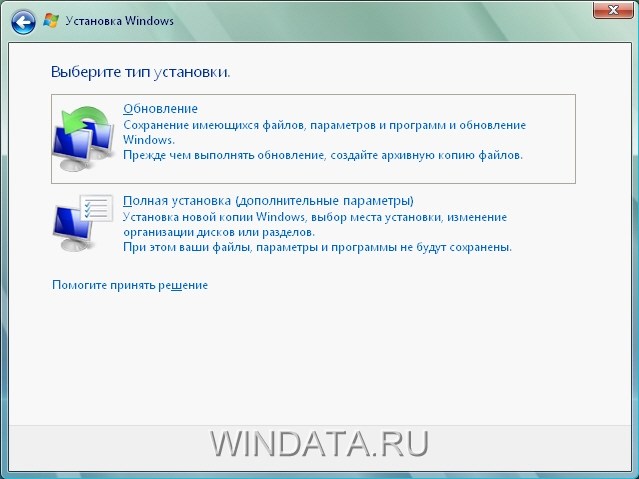 Установка Windows
Выберите тип установки.
Обновление
Сохранение имеющихся файлов, параметров и программ и обновление
Windows.
Прежде чем выполнять обновление, создайте архивную копию файлов.
Полная установка (дополнительные параметры)
Установка новой копии Windows, выбор места установки, изменение
организации дисков или разделов.
При этом ваши файлы, параметры и программы не будут сохранены.
Помогите принять решение
WINDATA.RU